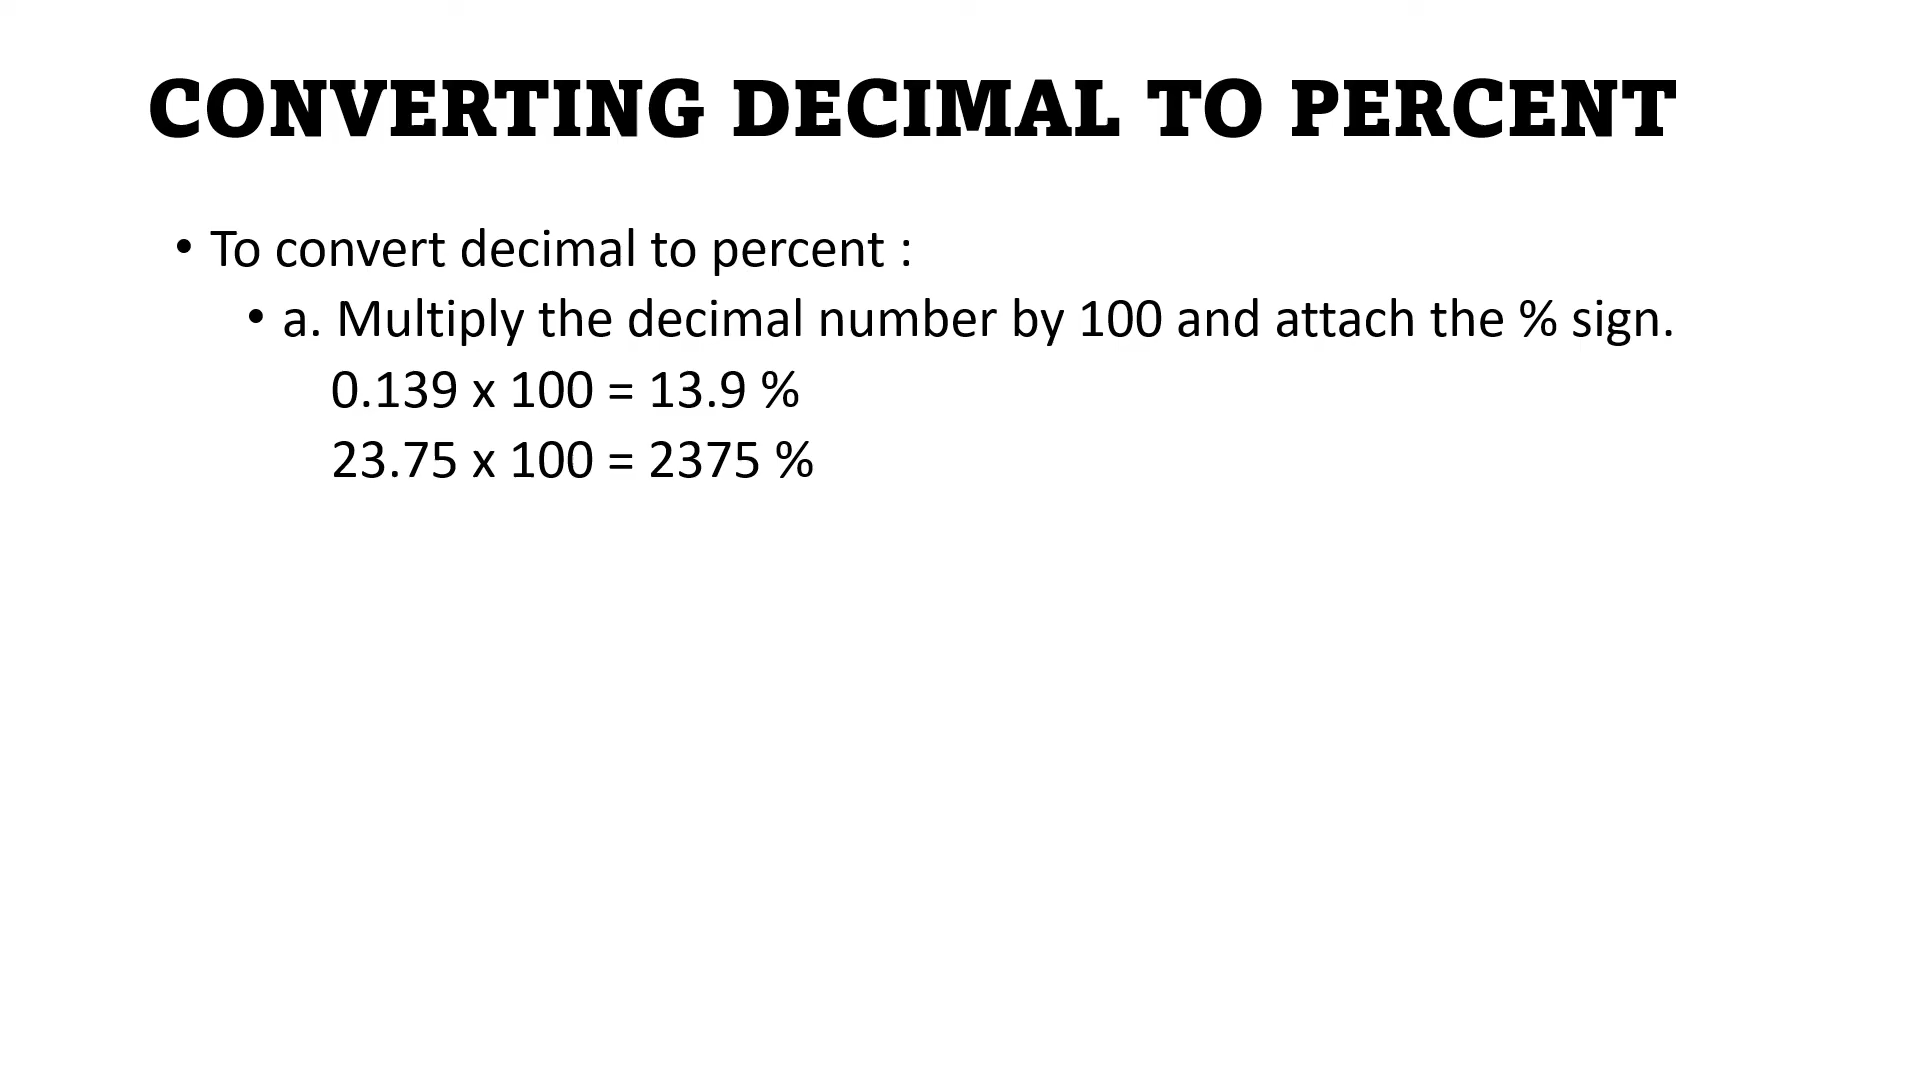 CONVERTING DECIMAL TO PERCENT
• To convert decimal to percent :
• a. Multiply the decimal number by 100 and attach the % sign.
0.139 x 100 = 13.9 %
23.75 x 100 = 2375 %